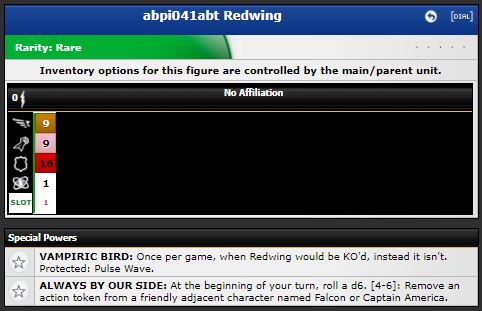 abpi041abt Redwing
[DIAL]
Rarity: Rare
Inventory options for this figure are controlled by the main/parent unit.
0
No Affiliation
9
9
16
1
SLOT 1
Special Powers
VAMPIRIC BIRD: Once per game, when Redwing would be KO'd, instead it isn't.
Protected: Pulse Wave.
ALWAYS BY OUR SIDE: At the beginning of your turn, roll a d6. [4-6]: Remove an
action token from a friendly adjacent character named Falcon or Captain America.